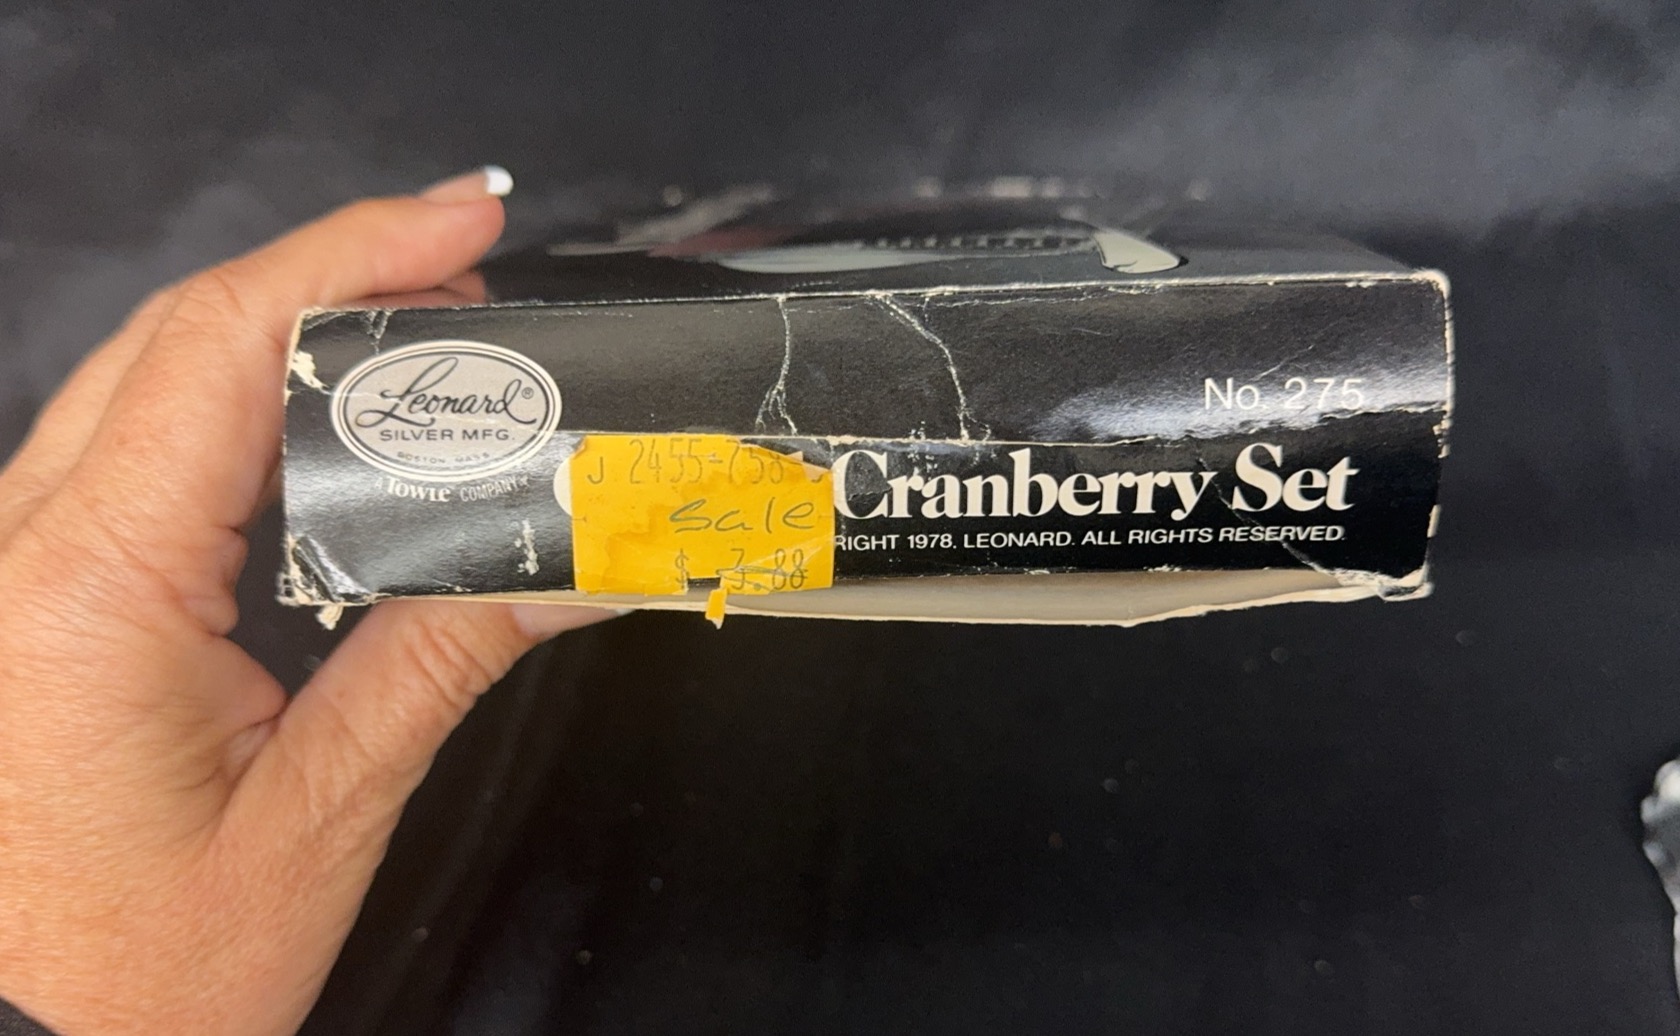 Leonard®
SILVER MFG.
BOSTON, MASS.
A TOWLE COMPANY
No. 275
J 2455-758
Sale
$ 7.88
Cranberry Set
RIGHT 1978. LEONARD. ALL RIGHTS RESERVED.